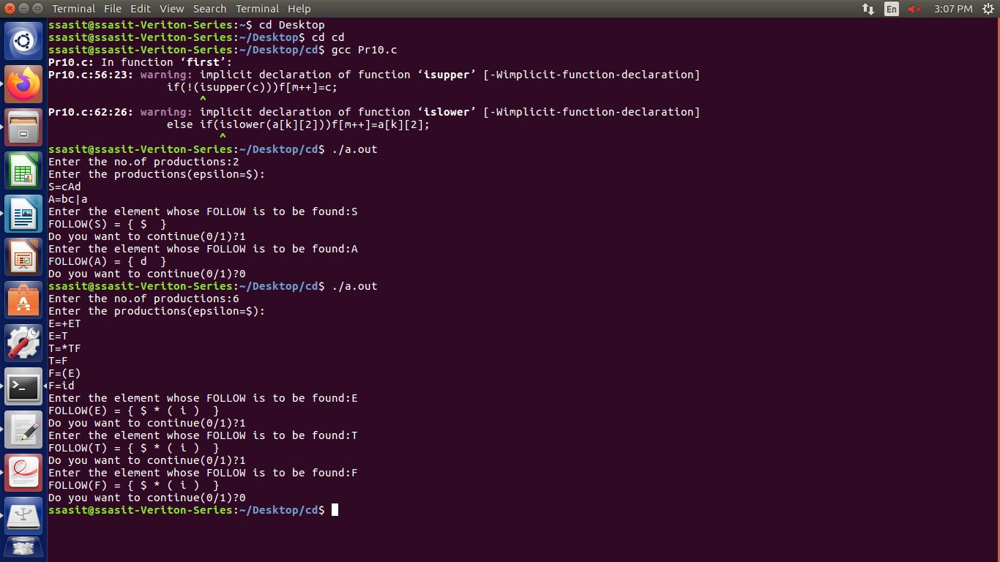 Terminal File Edit View Search Terminal Help En 3:07 PM
ssasit@ssasit-Veriton-Series:~$ cd Desktop
ssasit@ssasit-Veriton-Series:~/Desktop$ cd cd
ssasit@ssasit-Veriton-Series:~/Desktop/cd$ gcc Pr10.c
Pr10.c: In function ‘first’:
Pr10.c:56:23: warning: implicit declaration of function ‘isupper’ [-Wimplicit-function-declaration]
if(!(isupper(c)))f[m++]=c;
^
Pr10.c:62:26: warning: implicit declaration of function ‘islower’ [-Wimplicit-function-declaration]
else if(islower(a[k][2]))f[m++]=a[k][2];
^
ssasit@ssasit-Veriton-Series:~/Desktop/cd$ ./a.out
Enter the no.of productions:2
Enter the productions(epsilon=$):
S=cAd
A=bc|a
Enter the element whose FOLLOW is to be found:S
FOLLOW(S) = { $  }
Do you want to continue(0/1)?1
Enter the element whose FOLLOW is to be found:A
FOLLOW(A) = { d  }
Do you want to continue(0/1)?0
ssasit@ssasit-Veriton-Series:~/Desktop/cd$ ./a.out
Enter the no.of productions:6
Enter the productions(epsilon=$):
E=+ET
E=T
T=*TF
T=F
F=(E)
F=id
Enter the element whose FOLLOW is to be found:E
FOLLOW(E) = { $ * ( i )  }
Do you want to continue(0/1)?1
Enter the element whose FOLLOW is to be found:T
FOLLOW(T) = { $ * ( i )  }
Do you want to continue(0/1)?1
Enter the element whose FOLLOW is to be found:F
FOLLOW(F) = { $ * ( i )  }
Do you want to continue(0/1)?0
ssasit@ssasit-Veriton-Series:~/Desktop/cd$